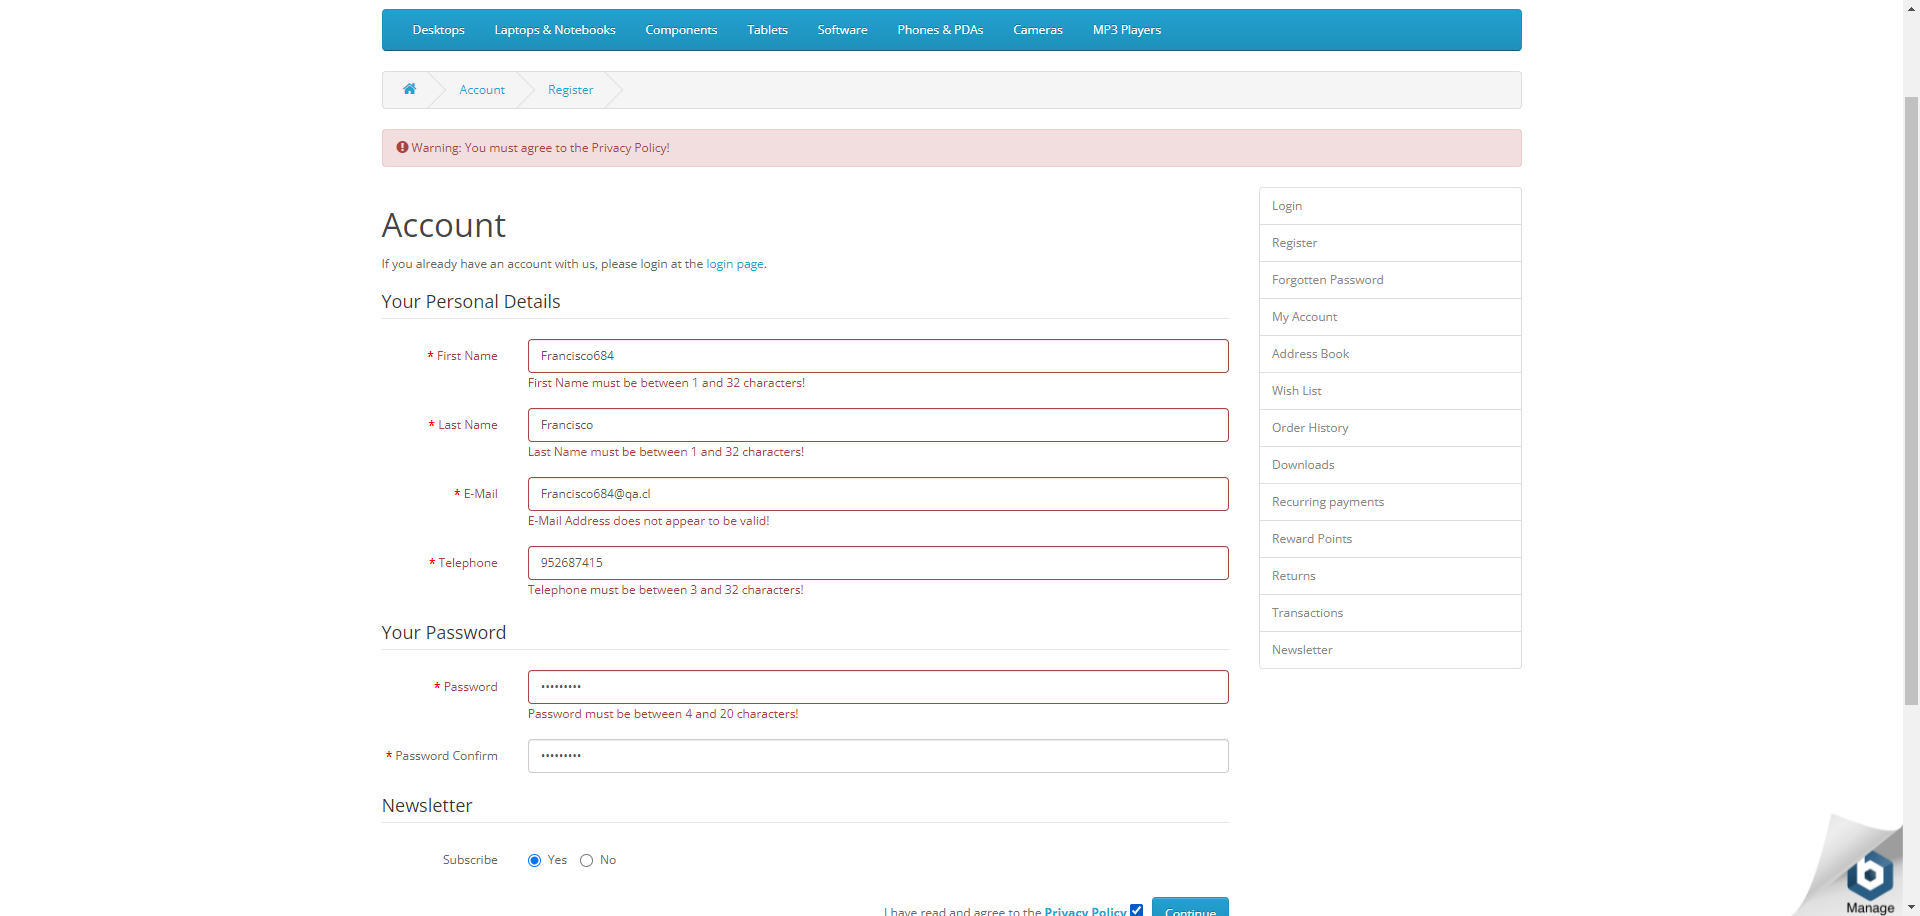 Desktops Laptops & Notebooks Components Tablets Software Phones & PDAs Cameras MP3 Players
Account Register
Warning: You must agree to the Privacy Policy!
Account
If you already have an account with us, please login at the login page.
Your Personal Details
* First Name Francisco684
First Name must be between 1 and 32 characters!
* Last Name Francisco
Last Name must be between 1 and 32 characters!
* E-Mail Francisco684@qa.cl
E-Mail Address does not appear to be valid!
* Telephone 952687415
Telephone must be between 3 and 32 characters!
Your Password
* Password •••••••••
Password must be between 4 and 20 characters!
* Password Confirm •••••••••
Newsletter
Subscribe Yes No
I have read and agree to the Privacy Policy Continue
Login
Register
Forgotten Password
My Account
Address Book
Wish List
Order History
Downloads
Recurring payments
Reward Points
Returns
Transactions
Newsletter
b
Manage